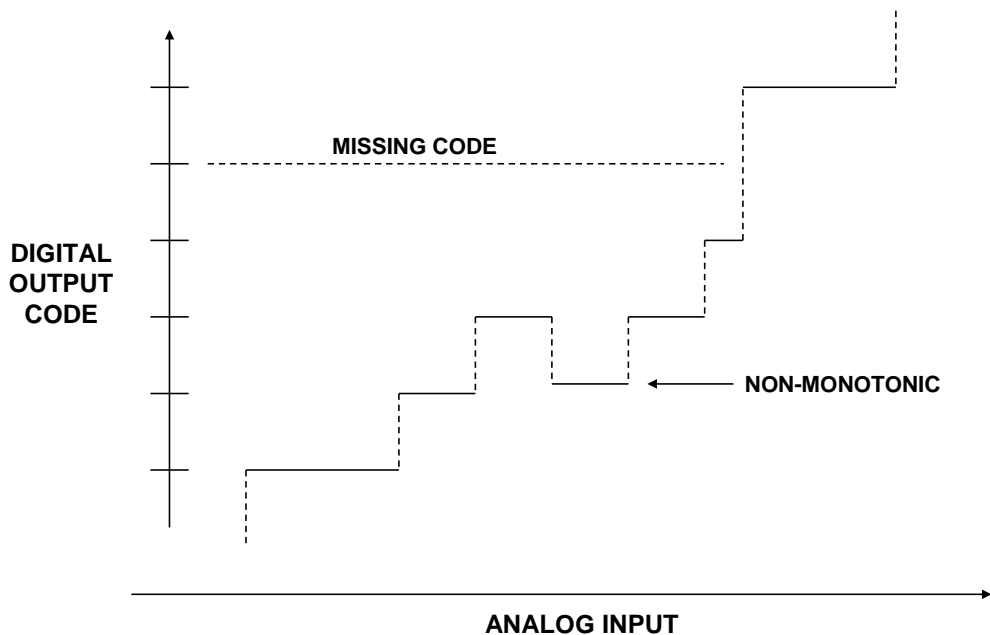 MISSING CODE
DIGITAL
OUTPUT
CODE
NON-MONOTONIC
ANALOG INPUT